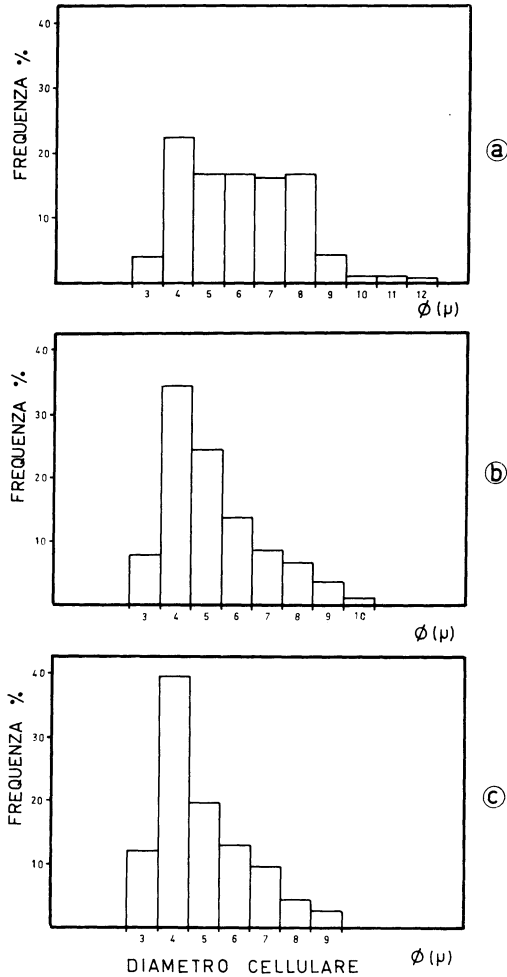 40
30
20
10
FREQUENZA %
3 4 5 6 7 8 9 10 11 12
ϕ (μ)
a
40
30
20
10
FREQUENZA %
3 4 5 6 7 8 9 10
ϕ (μ)
b
40
30
20
10
FREQUENZA %
3 4 5 6 7 8 9
ϕ (μ)
c
DIAMETRO CELLULARE